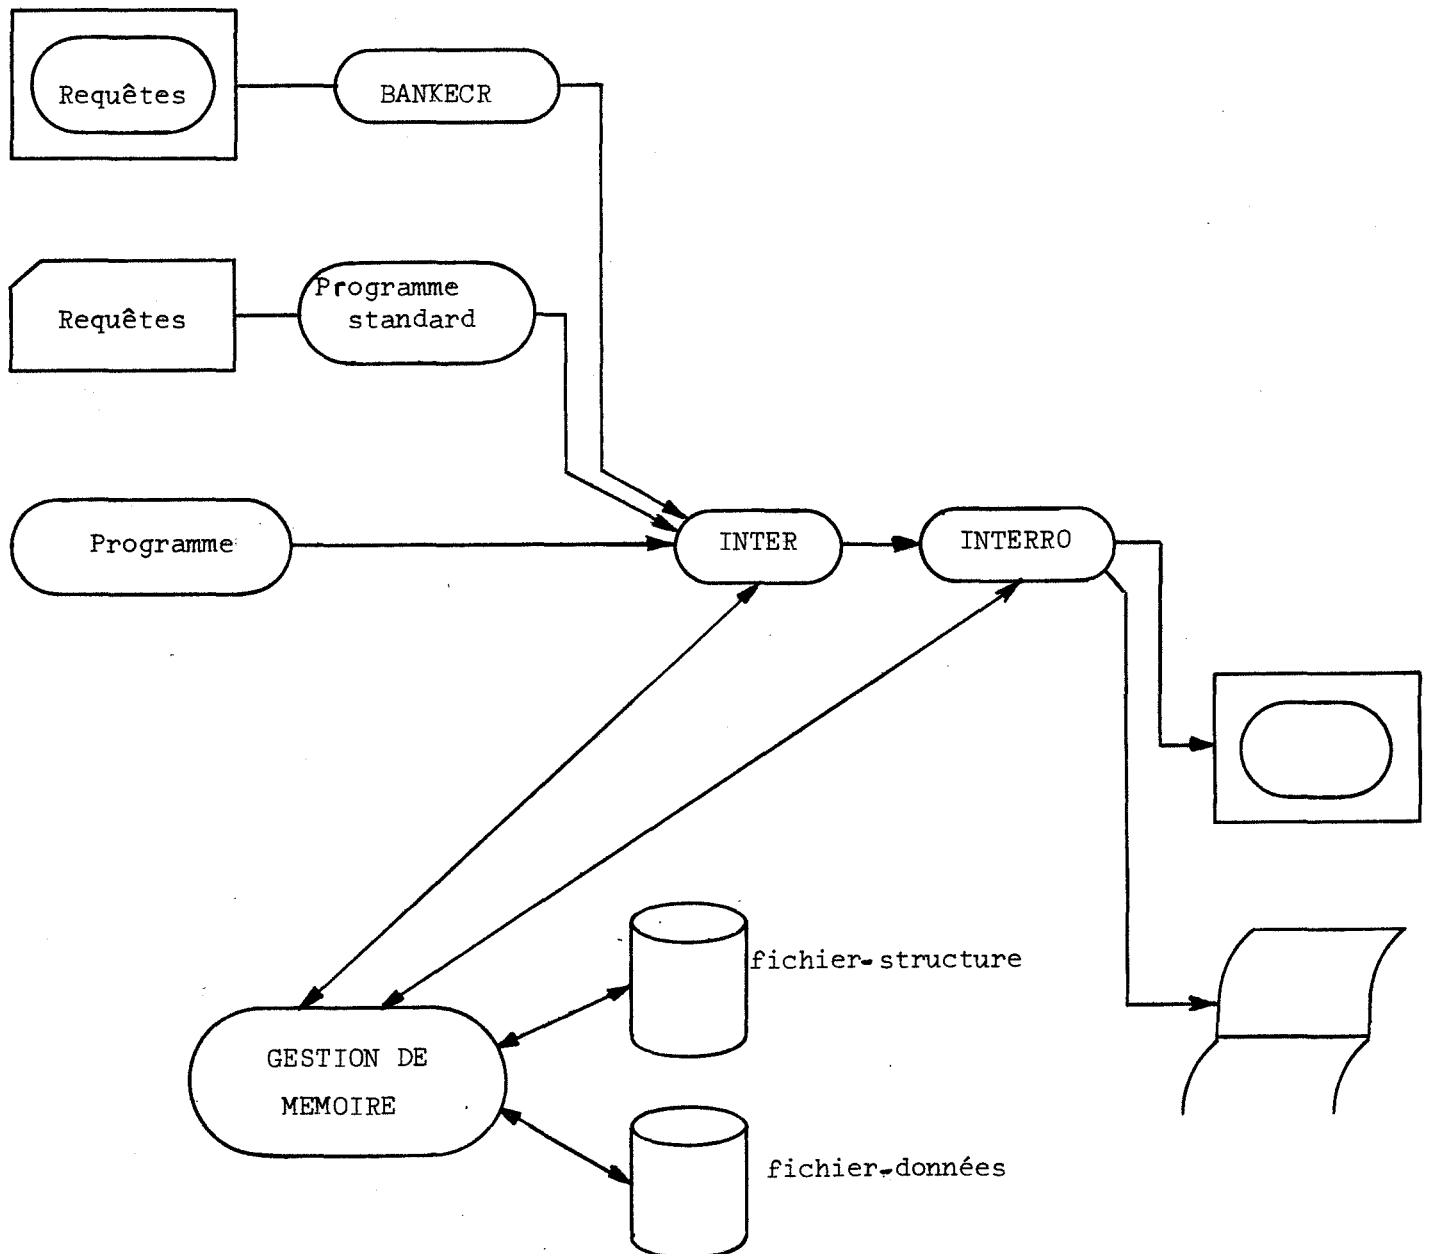 Requêtes
BANKECR
Requêtes
Programme
standard
Programme
INTER
INTERRO
fichier-structure
GESTION DE
MEMOIRE
fichier-données